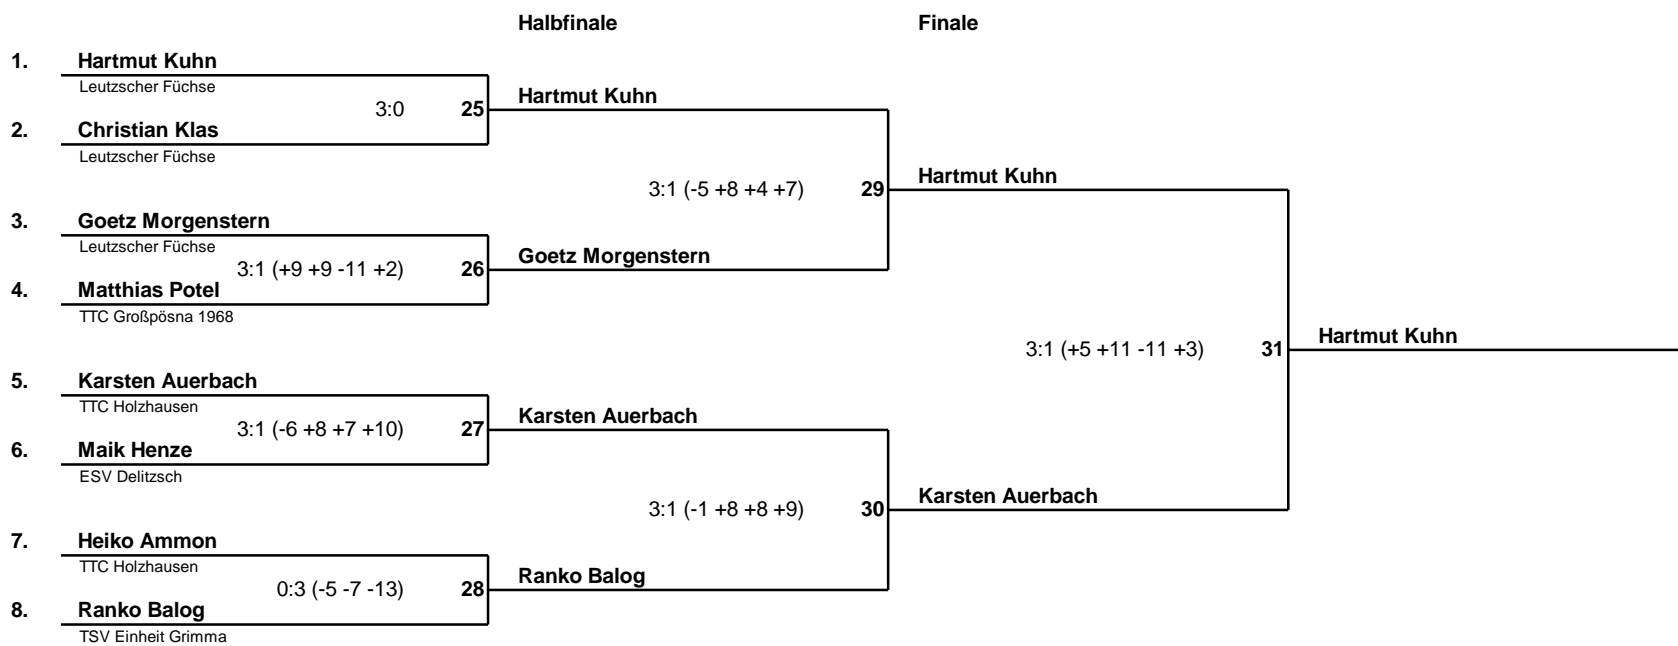 Halbfinale
Finale
1. Hartmut Kuhn
Leutzscher Füchse
3:0 25
Hartmut Kuhn
2. Christian Klas
Leutzscher Füchse
3:1 (-5 +8 +4 +7) 29
Hartmut Kuhn
3. Goetz Morgenstern
Leutzscher Füchse
3:1 (+9 +9 -11 +2) 26
Goetz Morgenstern
4. Matthias Potel
TTC Großpösna 1968
3:1 (+5 +11 -11 +3) 31
Hartmut Kuhn
5. Karsten Auerbach
TTC Holzhausen
3:1 (-6 +8 +7 +10) 27
Karsten Auerbach
6. Maik Henze
ESV Delitzsch
3:1 (-1 +8 +8 +9) 30
Karsten Auerbach
7. Heiko Ammon
TTC Holzhausen
0:3 (-5 -7 -13) 28
Ranko Balog
8. Ranko Balog
TSV Einheit Grimma